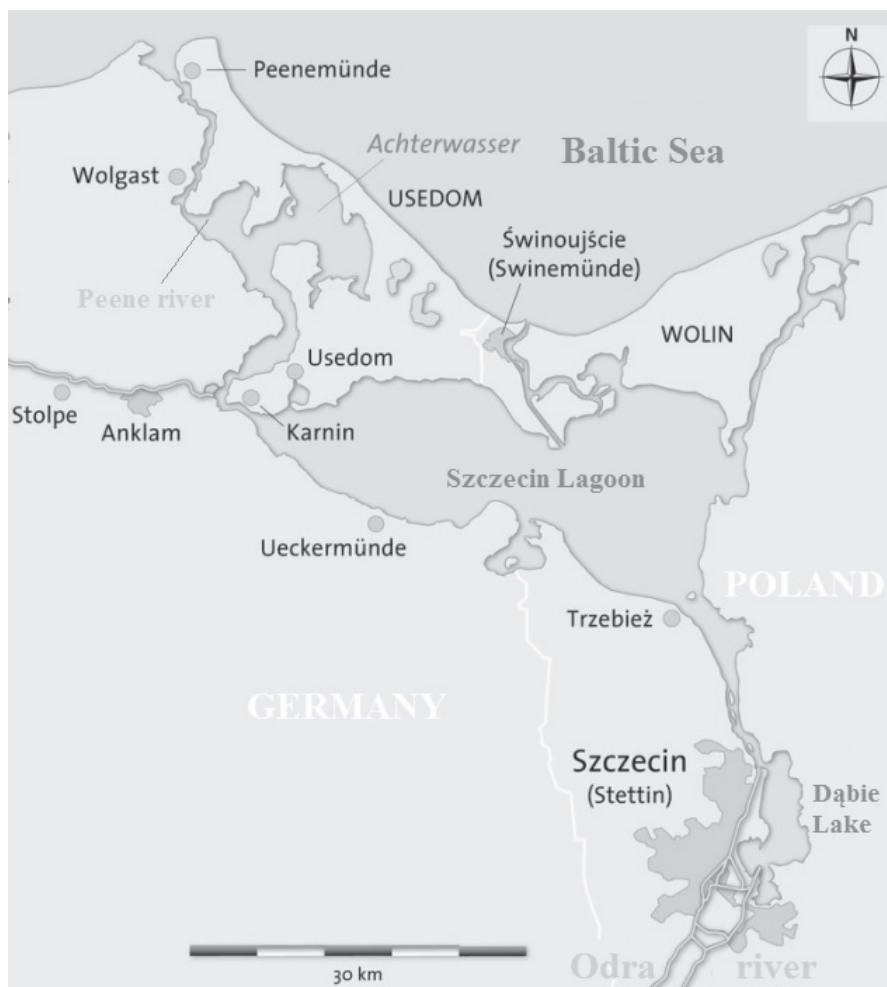 N
Peenemünde
Achterwasser
Baltic Sea
Wolgast
USEDOM
Świnoujście
(Swinemünde)
Peene river
WOLIN
Usedom
Stolpe
Anklam
Karnin
Szczecin Lagoon
Ueckermünde
POLAND
Trzebież
GERMANY
Szczecin
(Stettin)
Dąbie
Lake
30 km
Odra river